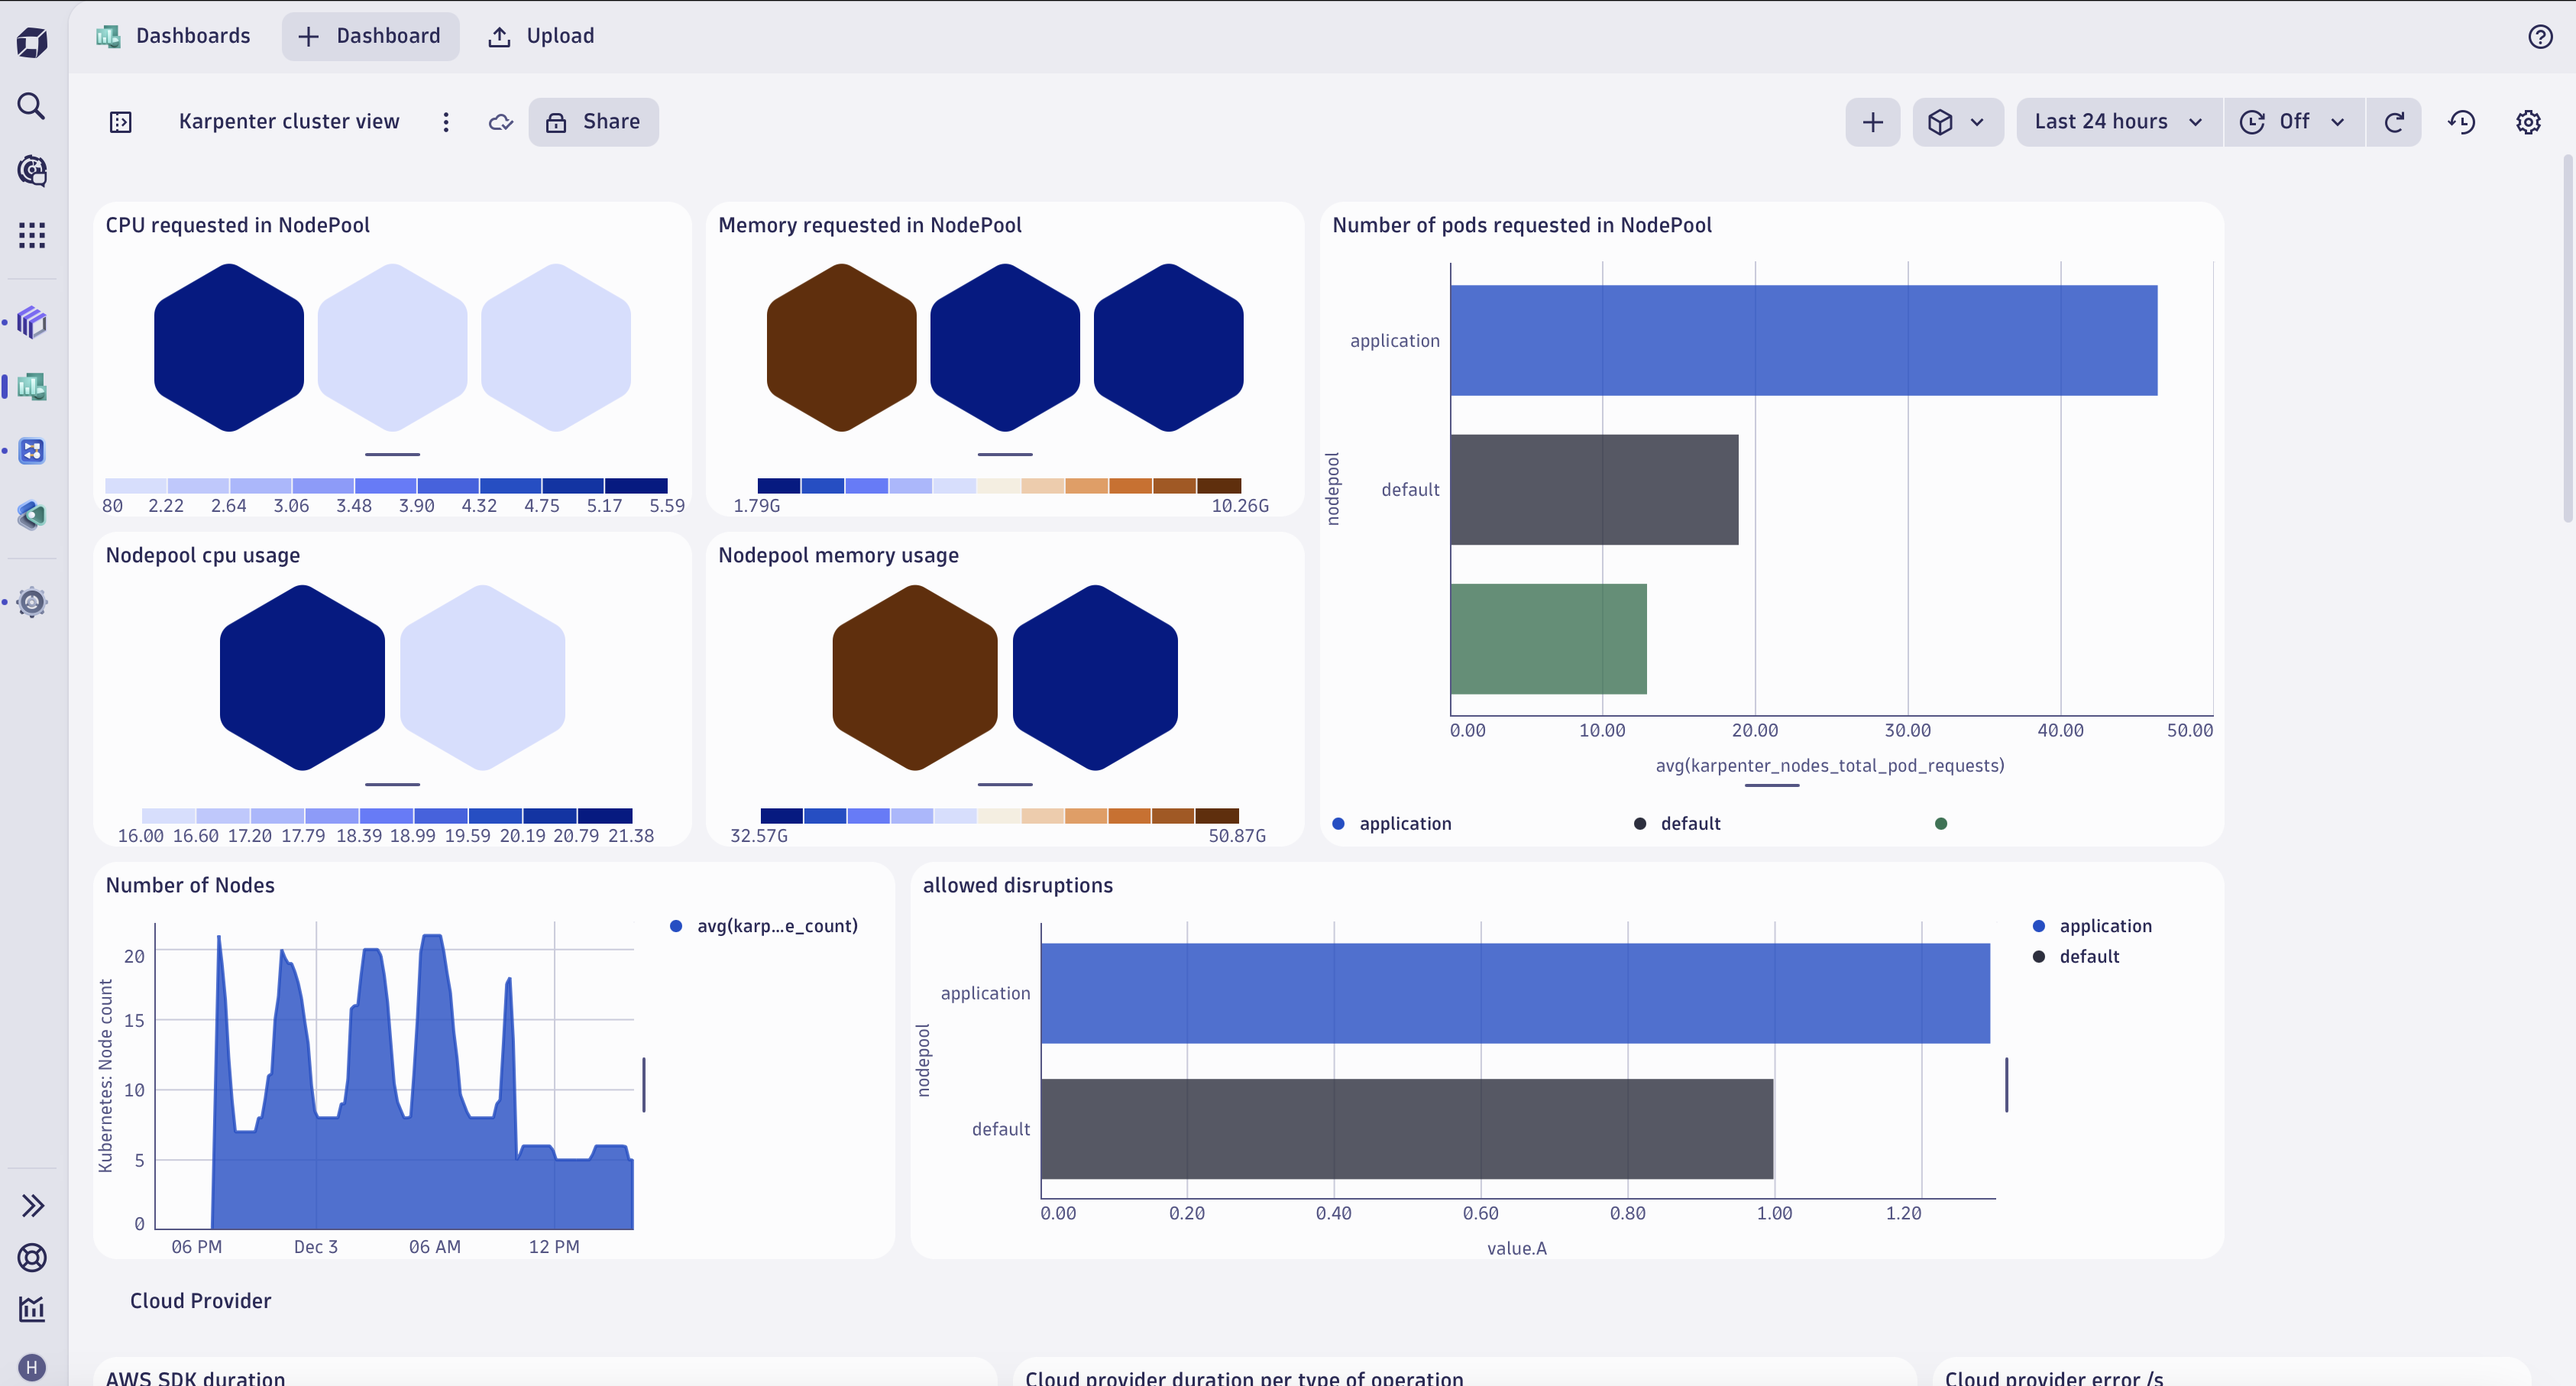 Dashboards
Dashboard
Upload
Karpenter cluster view
Share
Last 24 hours
Off
CPU requested in NodePool
80 2.22 2.64 3.06 3.48 3.90 4.32 4.75 5.17 5.59
Memory requested in NodePool
1.79G 10.26G
Number of pods requested in NodePool
nodepool
application
default
0.00 10.00 20.00 30.00 40.00 50.00
avg(karpenter_nodes_total_pod_requests)
application default
Nodepool cpu usage
16.00 16.60 17.20 17.79 18.39 18.99 19.59 20.19 20.79 21.38
Nodepool memory usage
32.57G 50.87G
Number of Nodes
Kubernetes: Node count
20
15
10
5
0
06 PM Dec 3 06 AM 12 PM
avg(karp...e_count)
allowed disruptions
nodepool
application
default
0.00 0.20 0.40 0.60 0.80 1.00 1.20
value.A
application
default
Cloud Provider
AWS SDK duration
Cloud provider duration per type of operation
Cloud provider error /s
H